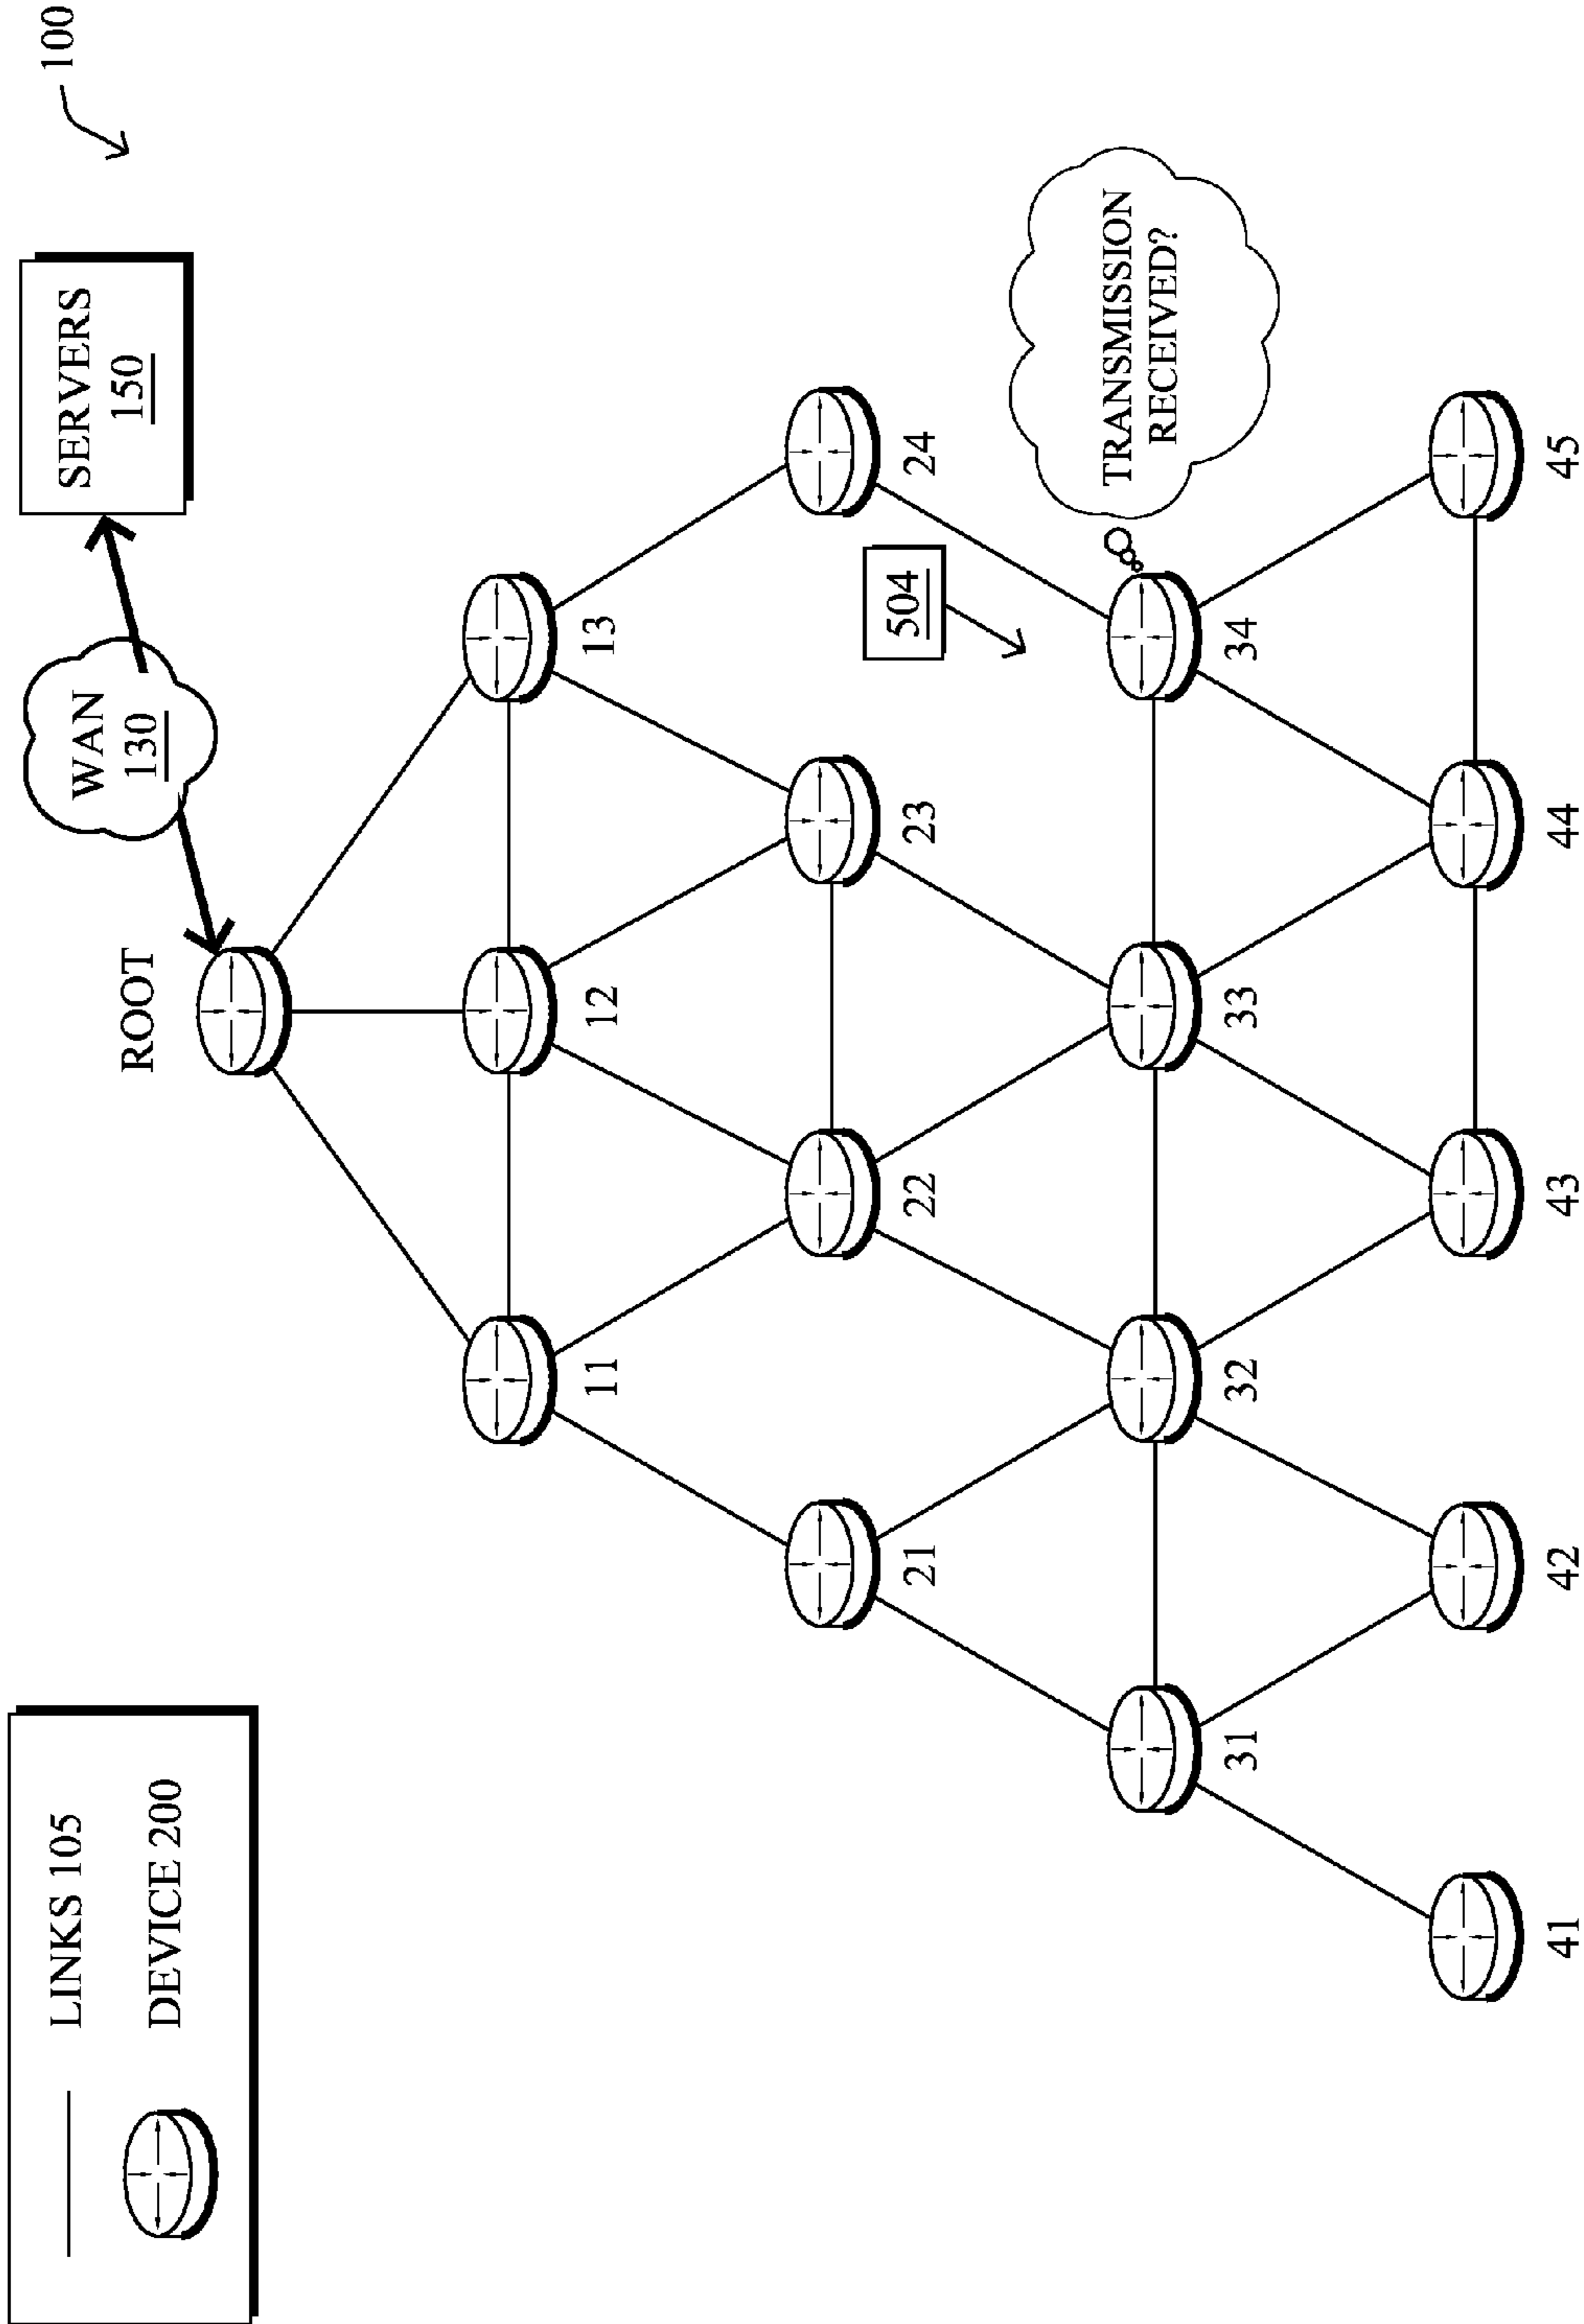 LINKS 105
DEVICE 200
100
SERVERS
150
WAN
130
ROOT
11
12
13
21
22
23
24
504
TRANSMISSION
RECEIVED?
31
32
33
34
41
42
43
44
45